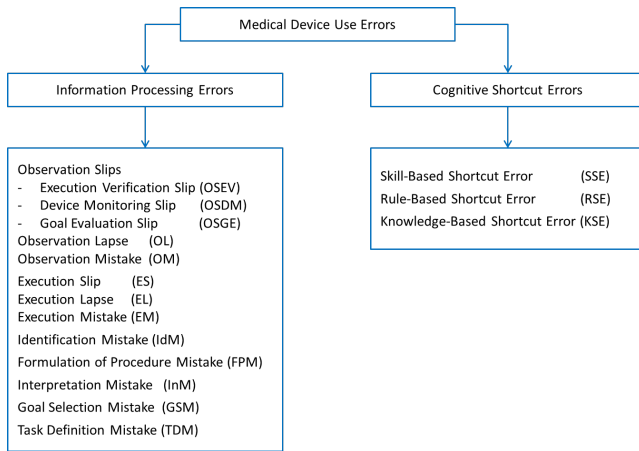 Medical Device Use Errors
Information Processing Errors
Cognitive Shortcut Errors
Observation Slips
- Execution Verification Slip (OSEV)
- Device Monitoring Slip (OSDM)
- Goal Evaluation Slip (OSGE)
Observation Lapse (OL)
Observation Mistake (OM)
Execution Slip (ES)
Execution Lapse (EL)
Execution Mistake (EM)
Identification Mistake (IdM)
Formulation of Procedure Mistake (FPM)
Interpretation Mistake (InM)
Goal Selection Mistake (GSM)
Task Definition Mistake (TDM)
Skill-Based Shortcut Error (SSE)
Rule-Based Shortcut Error (RSE)
Knowledge-Based Shortcut Error (KSE)